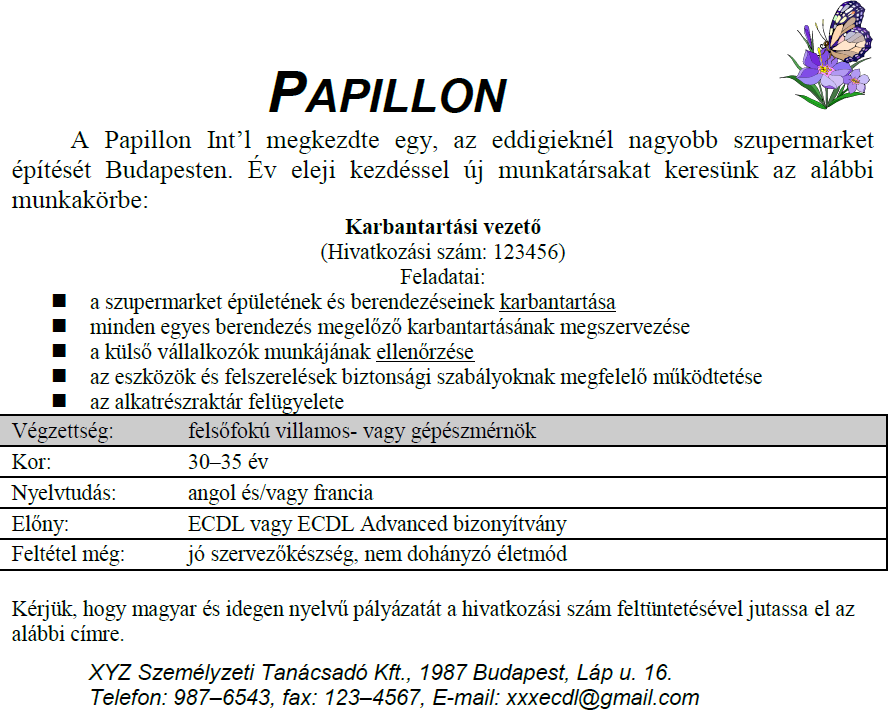 PAPILLON
A Papillon Int’l megkezdte egy, az eddigieknél nagyobb szupermarket
építését Budapesten. Év eleji kezdéssel új munkatársakat keresünk az alábbi
munkakörbe:
Karbantartási vezető
(Hivatkozási szám: 123456)
Feladatai:
■ a szupermarket épületének és berendezéseinek karbantartása
■ minden egyes berendezés megelőző karbantartásának megszervezése
■ a külső vállalkozók munkájának ellenőrzése
■ az eszközök és felszerelések biztonsági szabályoknak megfelelő működtetése
■ az alkatrészraktár felügyelete
Végzettség: felsőfokú villamos- vagy gépészmérnök
Kor: 30–35 év
Nyelvtudás: angol és/vagy francia
Előny: ECDL vagy ECDL Advanced bizonyítvány
Feltétel még: jó szervezőkészség, nem dohányzó életmód
Kérjük, hogy magyar és idegen nyelvű pályázatát a hivatkozási szám feltüntetésével jutassa el az
alábbi címre.
XYZ Személyzeti Tanácsadó Kft., 1987 Budapest, Láp u. 16.
Telefon: 987–6543, fax: 123–4567, E-mail: xxxecdl@gmail.com